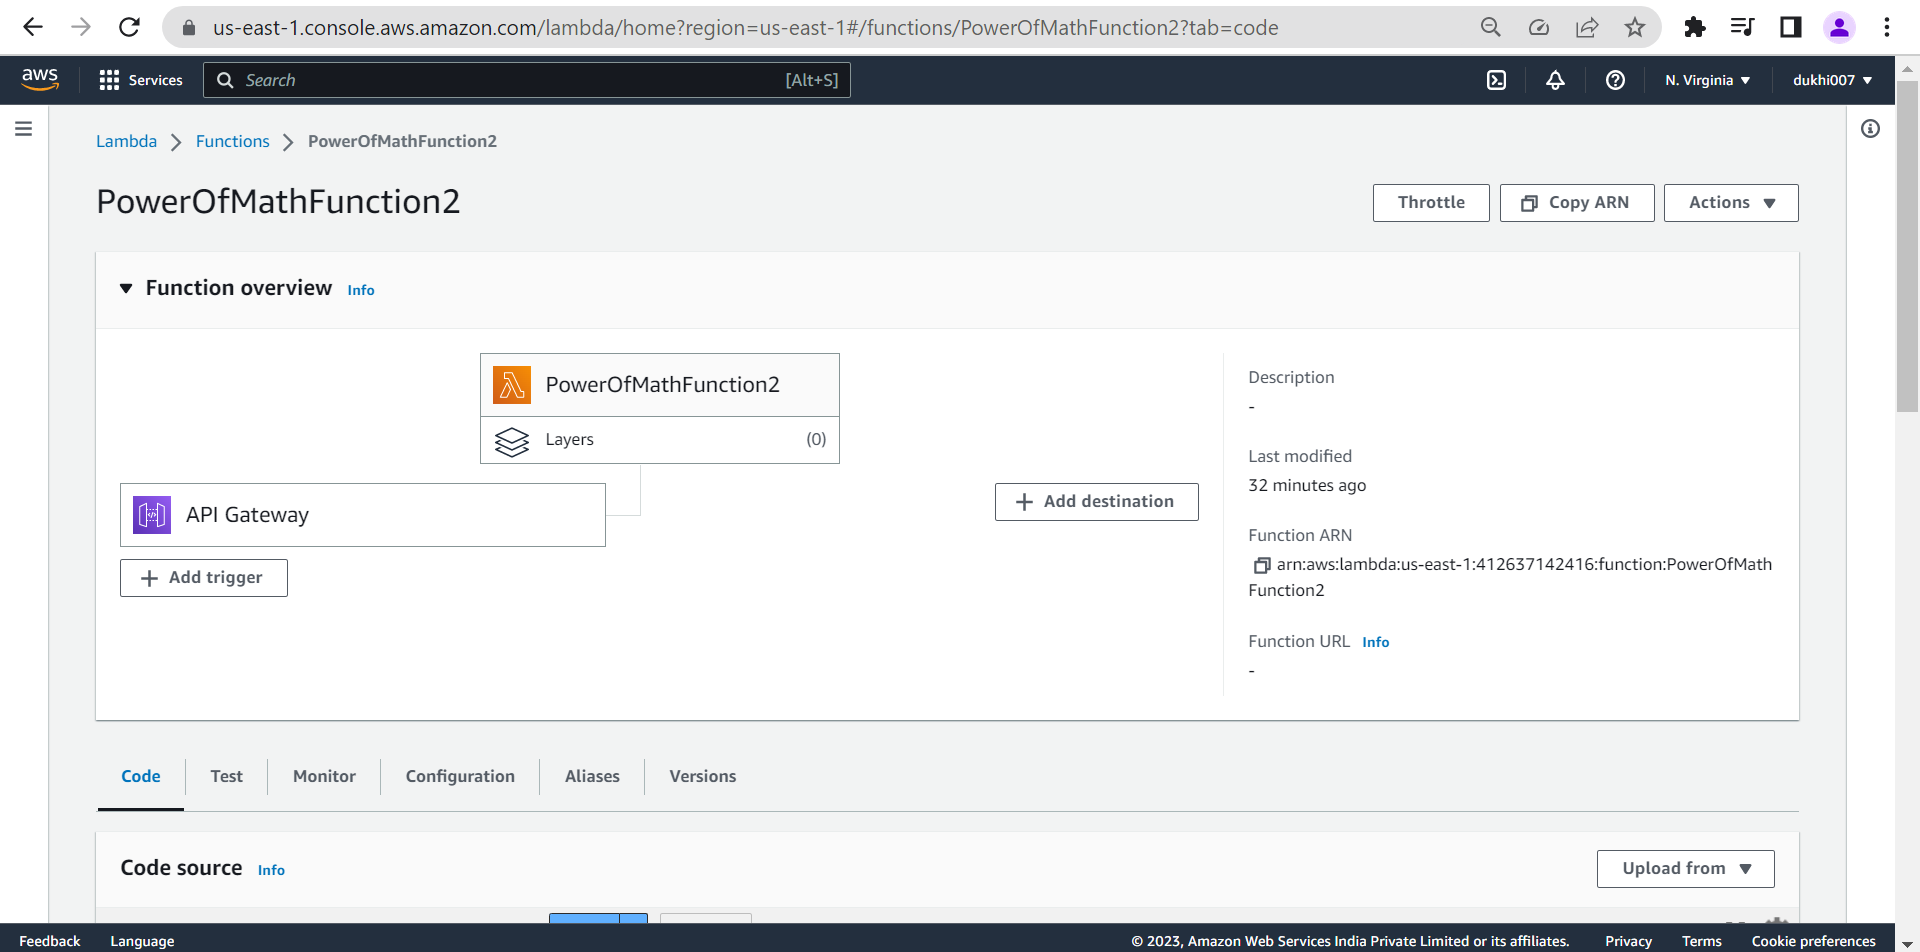 us-east-1.console.aws.amazon.com/lambda/home?region=us-east-1#/functions/PowerOfMathFunction2?tab=code
aws
Services
Search
[Alt+S]
N. Virginia
dukhi007
Lambda
Functions
PowerOfMathFunction2
PowerOfMathFunction2
Throttle
Copy ARN
Actions
Function overview
Info
PowerOfMathFunction2
Layers
(0)
API Gateway
Add trigger
Add destination
Description
-
Last modified
32 minutes ago
Function ARN
arn:aws:lambda:us-east-1:412637142416:function:PowerOfMath
Function2
Function URL
Info
-
Code
Test
Monitor
Configuration
Aliases
Versions
Code source
Info
Upload from
Feedback
Language
© 2023, Amazon Web Services India Private Limited or its affiliates.
Privacy
Terms
Cookie preferences